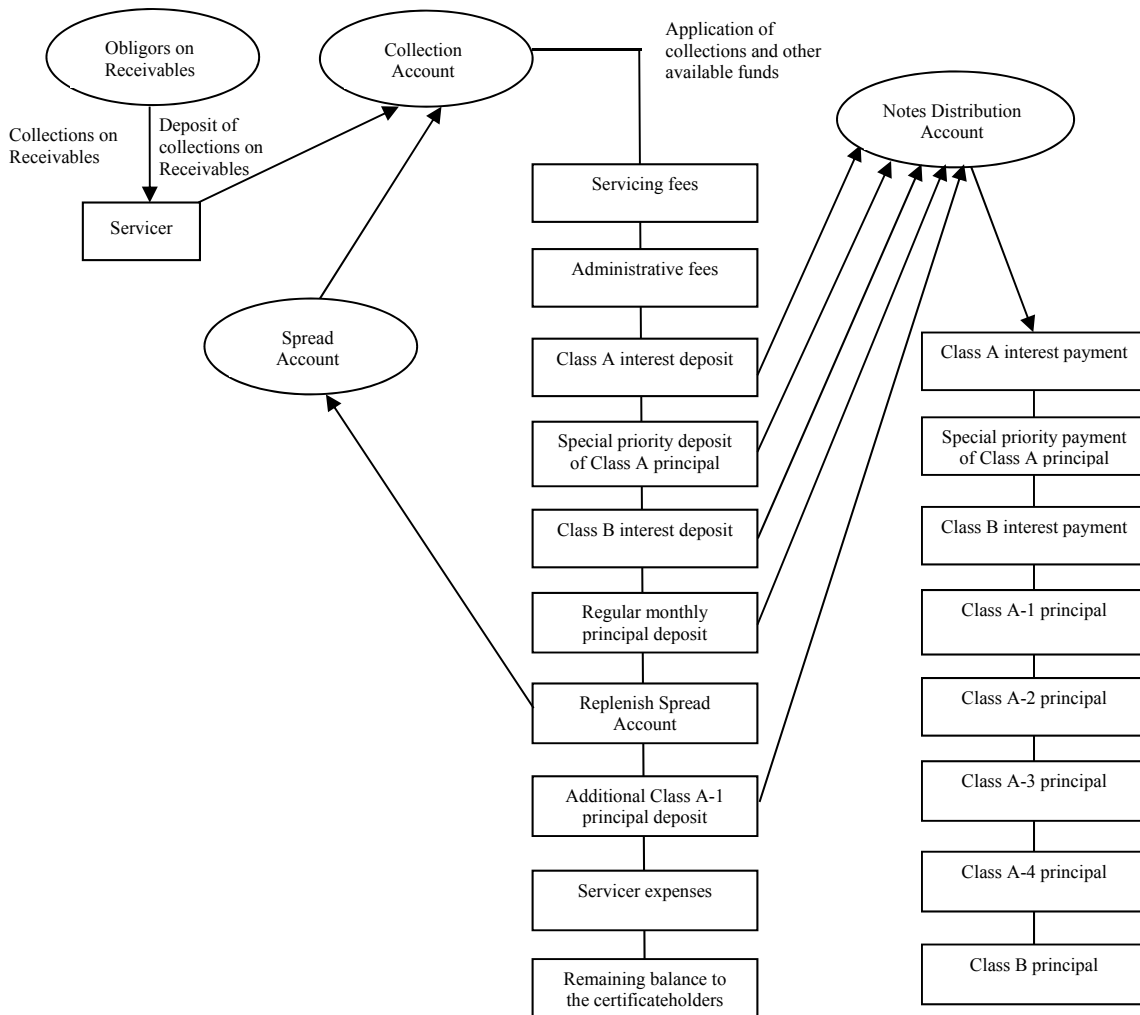 Obligors on
Receivables
Collection
Account
Application of
collections and other
available funds
Notes Distribution
Account
Collections on
Receivables
Deposit of
collections on
Receivables
Servicer
Spread
Account
Servicing fees
Administrative fees
Class A interest deposit
Special priority deposit
of Class A principal
Class B interest deposit
Regular monthly
principal deposit
Replenish Spread
Account
Additional Class A-1
principal deposit
Servicer expenses
Remaining balance to
the certificateholders
Class A interest payment
Special priority payment
of Class A principal
Class B interest payment
Class A-1 principal
Class A-2 principal
Class A-3 principal
Class A-4 principal
Class B principal